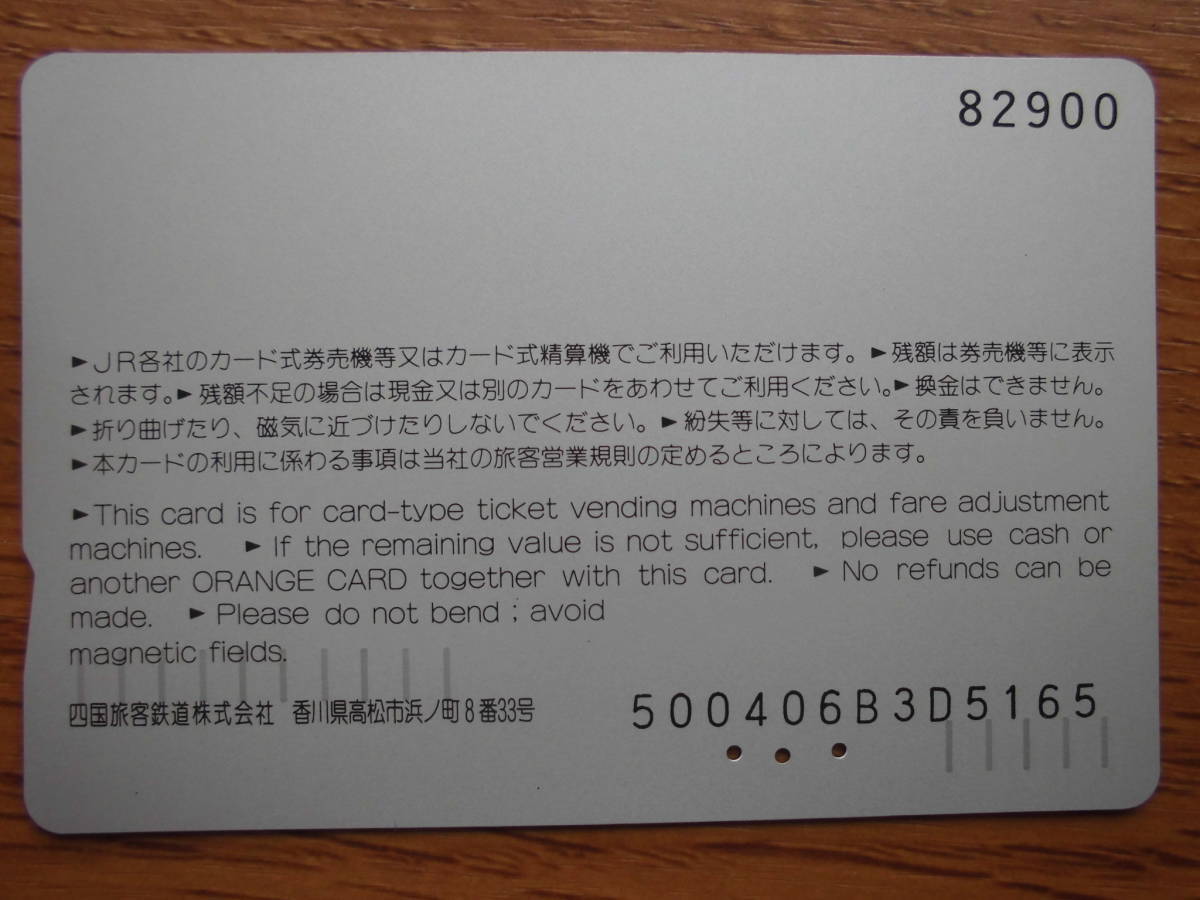 82900
►JR各社のカード式券売機等又はカード式精算機でご利用いただけます。►残額は券売機等に表示
されます。►残額不足の場合は現金又は別のカードをあわせてご利用ください。►換金はできません。
►折り曲げたり、磁気に近づけたりしないでください。►紛失等に対しては、その責を負いません。
►本カードの利用に係わる事項は当社の旅客営業規則の定めるところによります。
►This card is for card-type ticket vending machines and fare adjustment
machines. ►If the remaining value is not sufficient, please use cash or
another ORANGE CARD together with this card. ►No refunds can be
made. ►Please do not bend ; avoid
magnetic fields.
四国旅客鉄道株式会社 香川県高松市浜ノ町8番33号
500406B3D5165